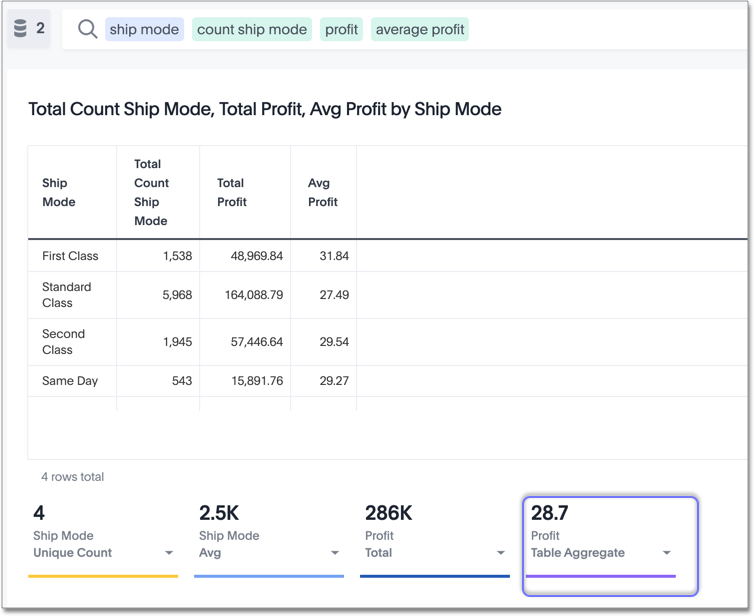 2 ship mode count ship mode profit average profit
Total Count Ship Mode, Total Profit, Avg Profit by Ship Mode
Ship Mode Total Count Ship Mode Total Profit Avg Profit
First Class 1,538 48,969.84 31.84
Standard Class 5,968 164,088.79 27.49
Second Class 1,945 57,446.64 29.54
Same Day 543 15,891.76 29.27
4 rows total
4 2.5K 286K 28.7
Ship Mode Ship Mode Profit Profit
Unique Count Avg Total Table Aggregate